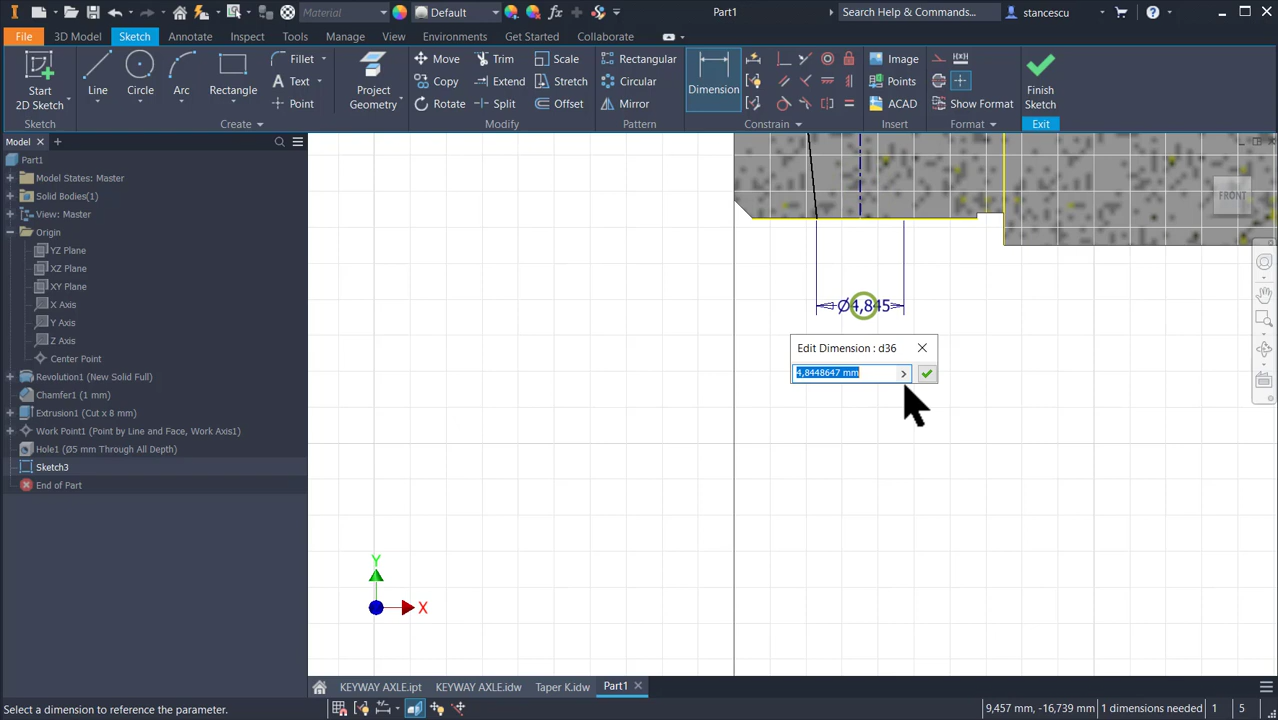 Material
Default
Part1
Search Help & Commands...
stancescu
File
3D Model
Sketch
Annotate
Inspect
Tools
Manage
View
Environments
Get Started
Collaborate
Start
2D Sketch
Line
Circle
Arc
Rectangle
Fillet
Text
Point
Project
Geometry
Move
Copy
Rotate
Trim
Extend
Split
Scale
Stretch
Offset
Rectangular
Circular
Mirror
Dimension
Image
Points
ACAD
Show Format
Finish
Sketch
Sketch
Create
Modify
Pattern
Constrain
Insert
Format
Exit
Model
Part1
Model States: Master
Solid Bodies(1)
View: Master
Origin
YZ Plane
XZ Plane
XY Plane
X Axis
Y Axis
Z Axis
Center Point
Revolution1 (New Solid Full)
Chamfer1 (1 mm)
Extrusion1 (Cut x 8 mm)
Work Point1 (Point by Line and Face, Work Axis1)
Hole1 (Ø5 mm Through All Depth)
Sketch3
End of Part
FRONT
Ø4,845
Edit Dimension : d36
4,8448647 mm
Y
X
KEYWAY AXLE.ipt
KEYWAY AXLE.idw
Taper K.idw
Part1
Select a dimension to reference the parameter.
9,457 mm, -16,739 mm
1 dimensions needed
1
5